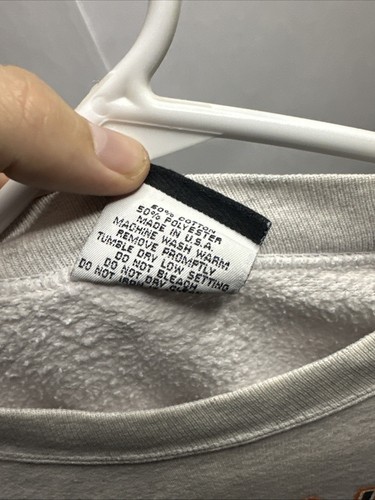 50% COTTON
50% POLYESTER
MADE IN U.S.A.
MACHINE WASH WARM
REMOVE PROMPTLY
TUMBLE DRY LOW SETTING
DO NOT BLEACH
DO NOT DRY